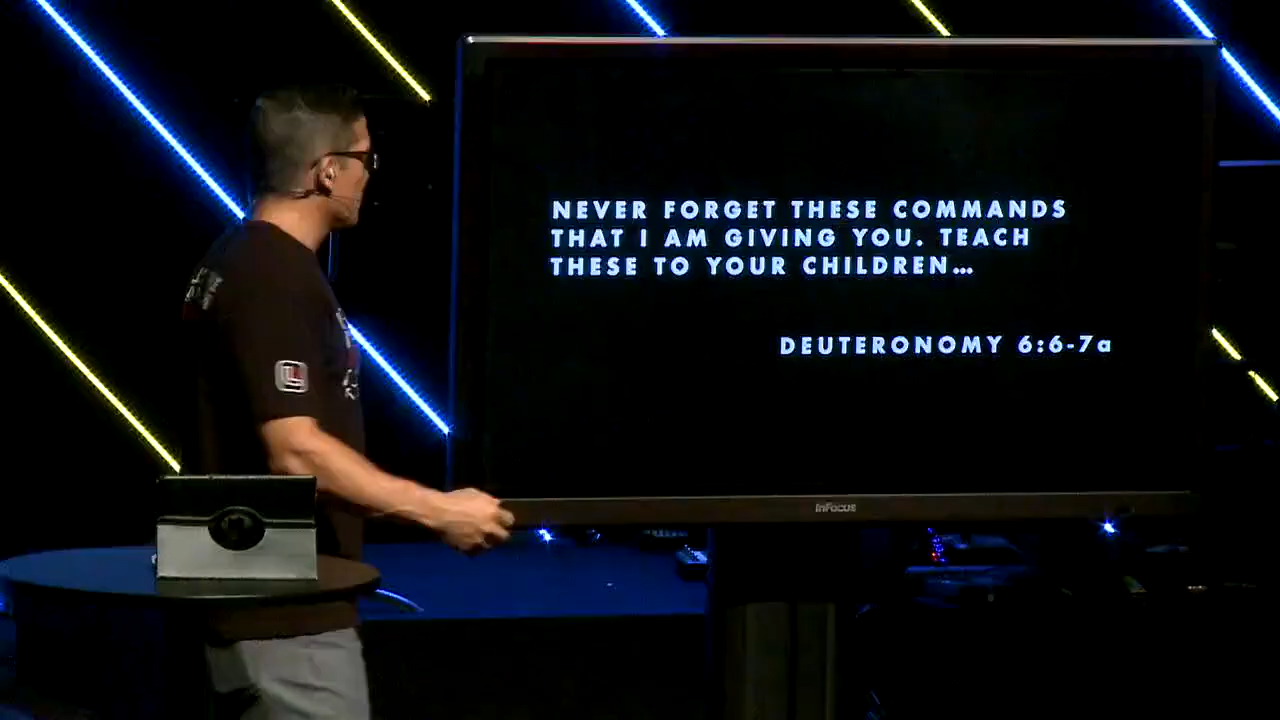 NEVER FORGET THESE COMMANDS
THAT I AM GIVING YOU. TEACH
THESE TO YOUR CHILDREN…
DEUTERONOMY 6:6-7a
InFocus